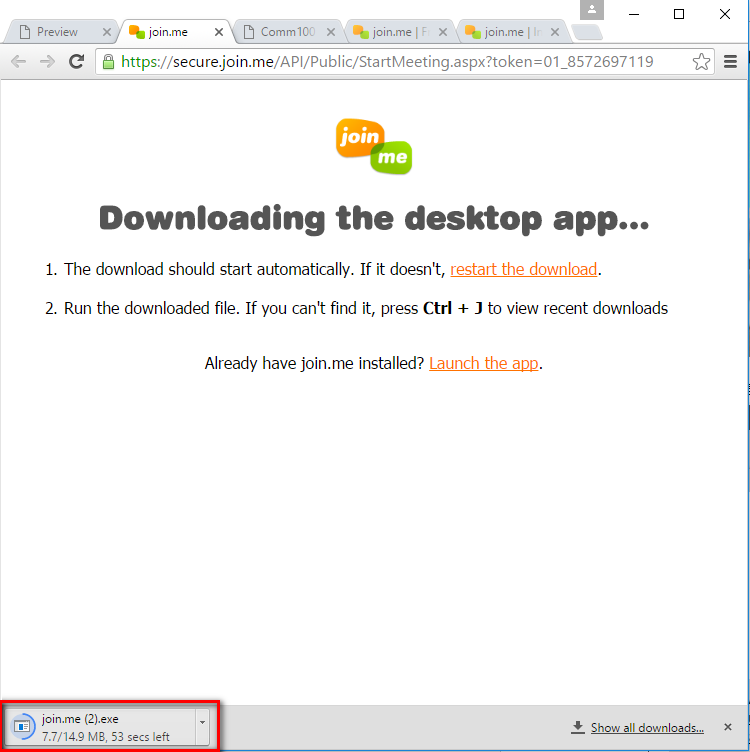 Preview
join.me
Comm100
join.me | F
join.me | In
https://secure.join.me/API/Public/StartMeeting.aspx?token=01_8572697119
join
me
Downloading the desktop app...
1. The download should start automatically. If it doesn't, restart the download.
2. Run the downloaded file. If you can't find it, press Ctrl + J to view recent downloads
Already have join.me installed? Launch the app.
join.me (2).exe
7.7/14.9 MB, 53 secs left
Show all downloads...